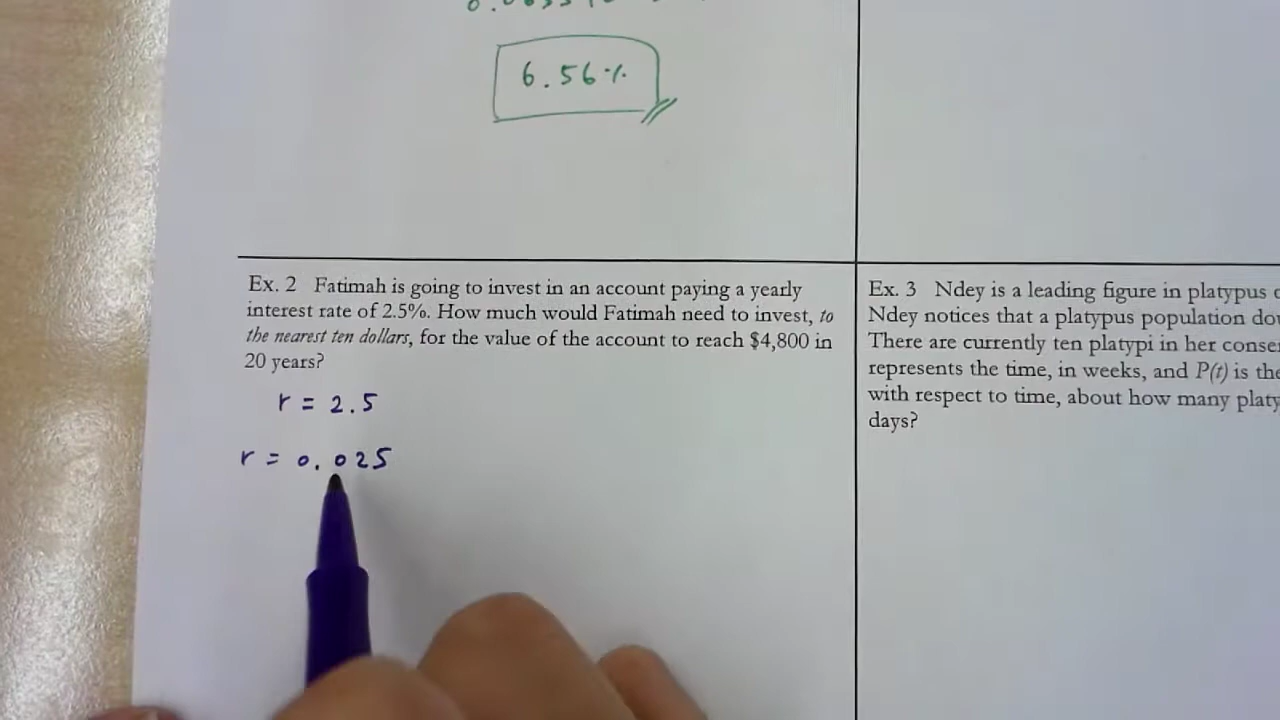 6.56%
Ex. 2 Fatimah is going to invest in an account paying a yearly
interest rate of 2.5%. How much would Fatimah need to invest, to
the nearest ten dollars, for the value of the account to reach $4,800 in
20 years?
r = 2.5
r = 0.025
Ex. 3 Ndey is a leading figure in platypus
Ndey notices that a platypus population
There are currently ten platypi in her
represents the time, in weeks, and P(t) is the
with respect to time, about how many
days?